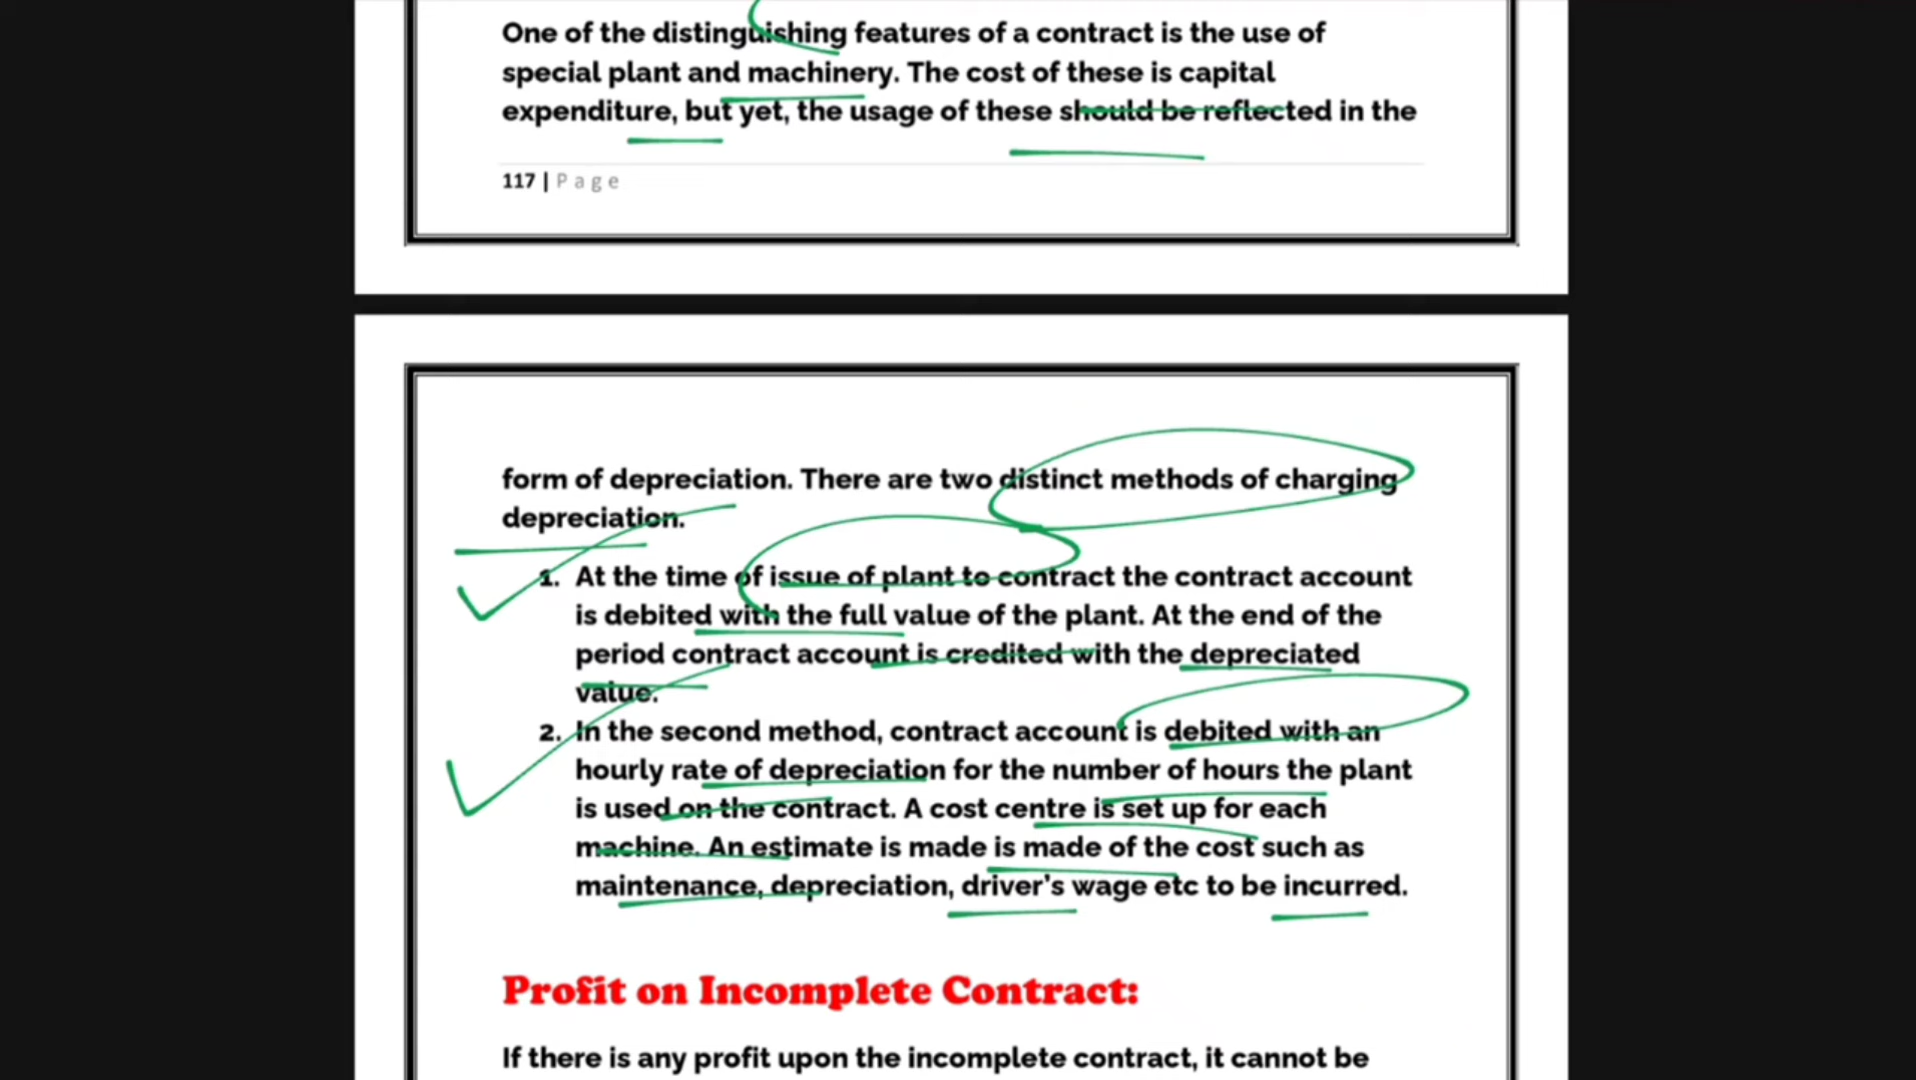 One of the distinguishing features of a contract is the use of
special plant and machinery. The cost of these is capital
expenditure, but yet, the usage of these should be reflected in the
117 | Page
form of depreciation. There are two distinct methods of charging
depreciation.
1. At the time of issue of plant to contract the contract account
is debited with the full value of the plant. At the end of the
period contract account is credited with the depreciated
value.
2. In the second method, contract account is debited with an
hourly rate of depreciation for the number of hours the plant
is used on the contract. A cost centre is set up for each
machine. An estimate is made is made of the cost such as
maintenance, depreciation, driver's wage etc to be incurred.
Profit on Incomplete Contract:
If there is any profit upon the incomplete contract, it cannot be